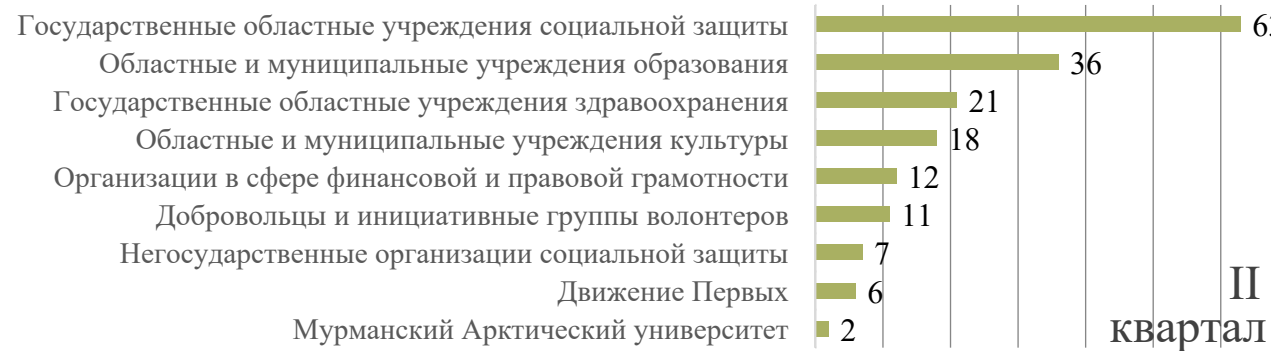 Государственные областные учреждения социальной защиты 63
Областные и муниципальные учреждения образования 36
Государственные областные учреждения здравоохранения 21
Областные и муниципальные учреждения культуры 18
Организации в сфере финансовой и правовой грамотности 12
Добровольцы и инициативные группы волонтеров 11
Негосударственные организации социальной защиты 7
Движение Первых 6
Мурманский Арктический университет 2
II
квартал